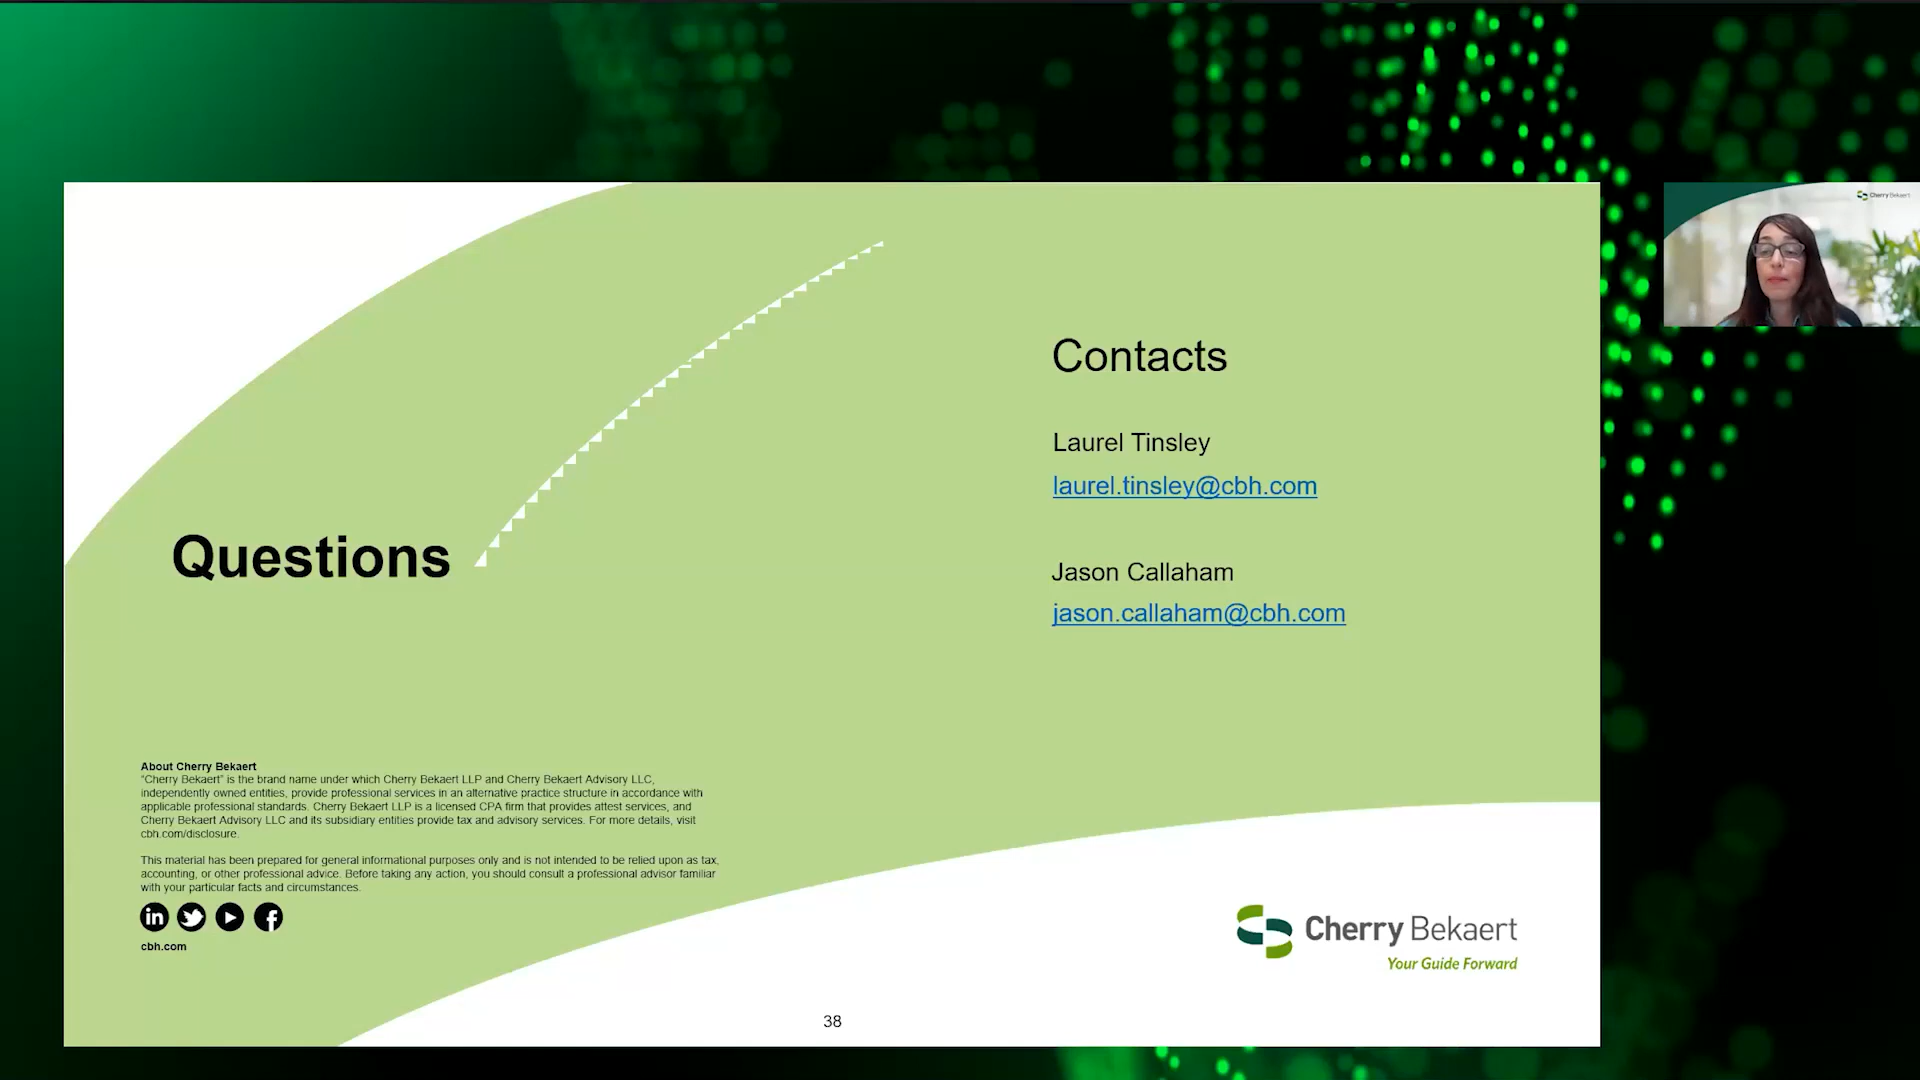 Cherry Bekaert
Contacts
Laurel Tinsley
laurel.tinsley@cbh.com
Questions
Jason Callaham
jason.callaham@cbh.com
About Cherry Bekaert
“Cherry Bekaert” is the brand name under which Cherry Bekaert LLP and Cherry Bekaert Advisory LLC,
independently owned entities, provide professional services in an alternative practice structure in accordance with
applicable professional standards. Cherry Bekaert LLP is a licensed CPA firm that provides attest services, and
Cherry Bekaert Advisory LLC and its subsidiary entities provide tax and advisory services. For more details, visit
cbh.com/disclosure.
This material has been prepared for general informational purposes only and is not intended to be relied upon as tax,
accounting, or other professional advice. Before taking any action, you should consult a professional advisor familiar
with your particular facts and circumstances.
in
f
cbh.com
Cherry Bekaert
Your Guide Forward
38